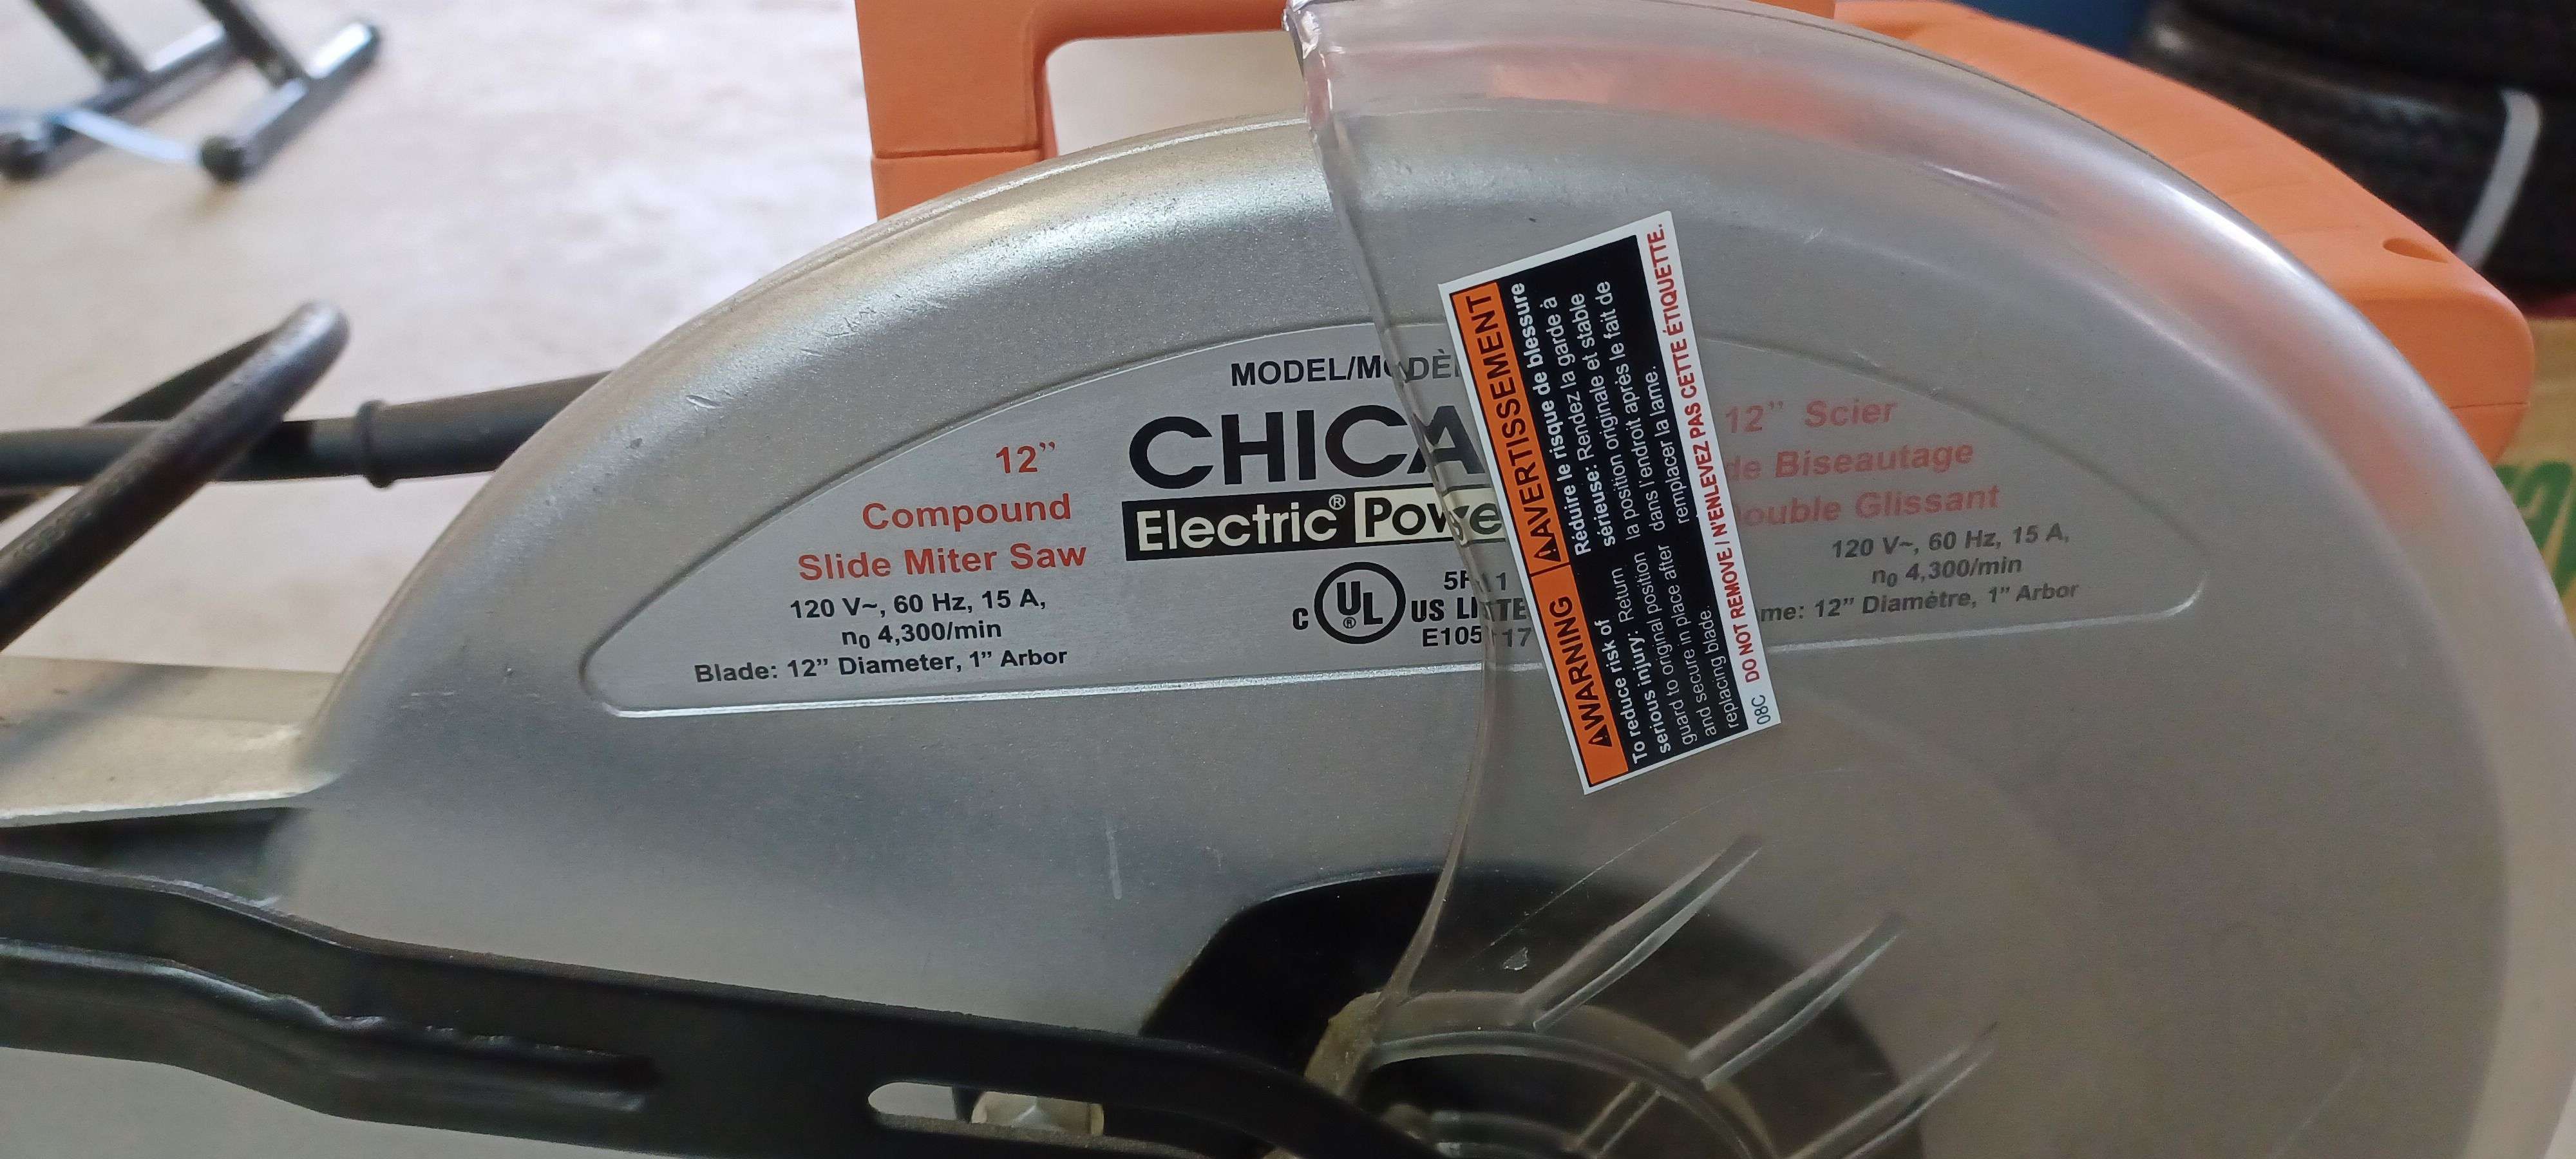 MODEL/MODÈ
CHICA
Electric® Powe
12”
Compound
Slide Miter Saw
120 V~, 60 Hz, 15 A,
n₀ 4,300/min
Blade: 12” Diameter, 1” Arbor
C UL® US
E105
12” Scier
de Biseautage
ouble Glissant
120 V~, 60 Hz, 15 A,
n₀ 4,300/min
me: 12” Diamètre, 1” Arbor
⚠WARNING
To reduce risk of
serious injury: Return
guard to original position
and secure in place after
replacing blade.
⚠AVERTISSEMENT
Réduire le risque de blessure
sérieuse: Rendez la garde à
la position originale et stable
dans l'endroit après le fait de
remplacer la lame.
08C DO NOT REMOVE / N'ENLEVEZ PAS CETTE ÉTIQUETTE.